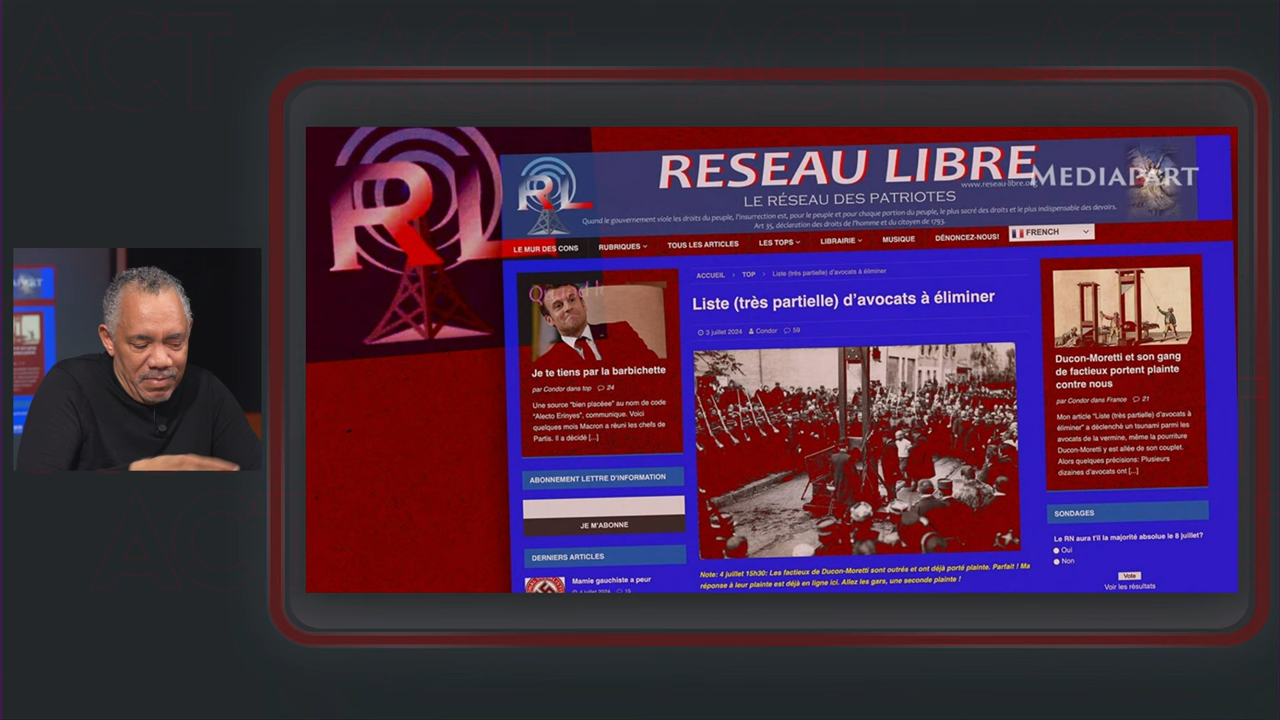 ACT
RL
RL
RESEAU LIBRE
www.reseau-libre.org
MEDIAPART
LE RÉSEAU DES PATRIOTES
Quand le gouvernement viole les droits du peuple, l'insurrection est, pour le peuple et pour chaque portion du peuple, le plus sacré des droits et le plus indispensable des devoirs.
Art 35, déclaration des droits de l'homme et du citoyen de 1793.
LE MUR DES CONS
RUBRIQUES
TOUS LES ARTICLES
LES TOPS
LIBRAIRIE
MUSIQUE
DÉNONCEZ-NOUS!
FRENCH
ACCUEIL › TOP › Liste (très partielle) d'avocats à éliminer
Liste (très partielle) d'avocats à éliminer
3 juillet 2024 Condor 59
Je te tiens par la barbichette
par Condor dans top 24
Une source "bien placée" au nom de code
"Alecto Erinyes", communique. Voici
quelques mois Macron a réuni les chefs de
Partis. Il a décidé [...]
ABONNEMENT LETTRE D'INFORMATION
JE M'ABONNE
DERNIERS ARTICLES
Mamie gauchiste a peur
4 juillet 2024 15
Note: 4 juillet 15h30: Les factieux de Ducon-Moretti sont outrés et ont déjà porté plainte. Parfait ! Ma
réponse à leur plainte est déjà en ligne ici. Allez les gars, une seconde plainte !
Ducon-Moretti et son gang
de factieux portent plainte
contre nous
par Condor dans France 21
Mon article "Liste (très partielle) d'avocats à
éliminer" a déclenché un tsunami parmi les
avocats de la vermine, même la pourriture
Ducon-Moretti y est allée de son couplet.
Alors quelques précisions: Plusieurs
dizaines d'avocats ont [...]
SONDAGES
Le RN aura t'il la majorité absolue le 8 juillet?
Oui
Non
Vote
Voir les résultats